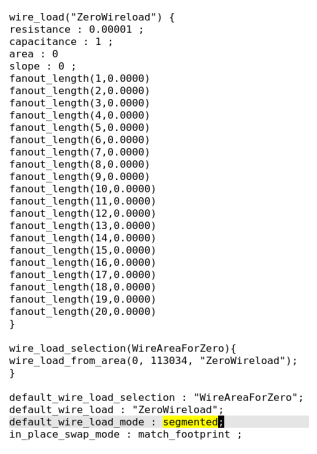 wire_load("ZeroWireload") {
resistance : 0.00001 ;
capacitance : 1 ;
area : 0
slope : 0 ;
fanout_length(1,0.0000)
fanout_length(2,0.0000)
fanout_length(3,0.0000)
fanout_length(4,0.0000)
fanout_length(5,0.0000)
fanout_length(6,0.0000)
fanout_length(7,0.0000)
fanout_length(8,0.0000)
fanout_length(9,0.0000)
fanout_length(10,0.0000)
fanout_length(11,0.0000)
fanout_length(12,0.0000)
fanout_length(13,0.0000)
fanout_length(14,0.0000)
fanout_length(15,0.0000)
fanout_length(16,0.0000)
fanout_length(17,0.0000)
fanout_length(18,0.0000)
fanout_length(19,0.0000)
fanout_length(20,0.0000)
}
wire_load_selection(WireAreaForZero){
wire_load_from_area(0, 113034, "ZeroWireload");
}
default_wire_load_selection : "WireAreaForZero";
default_wire_load : "ZeroWireload";
default_wire_load_mode : segmented;
in_place_swap_mode : match_footprint ;